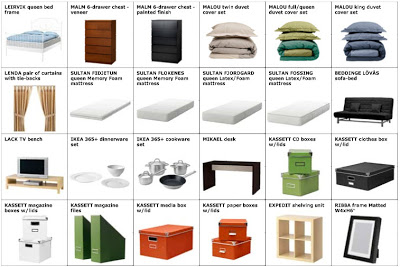 LEIRVIK queen bed
frame
MALM 6-drawer chest -
veneer
MALM 6-drawer chest -
painted finish
MALOU twin duvet
cover set
MALOU full/queen
duvet cover set
MALOU king duvet
cover set
LENDA pair of curtains
with tie-backs
SULTAN FIDJETUN
queen Memory Foam
mattress
SULTAN FLOKENES
queen Memory Foam
mattress
SULTAN FJORDGARD
queen Latex/Foam
mattress
SULTAN FOSSING
queen Latex/Foam
mattress
BEDDINGE LÖVÅS
sofa-bed
LACK TV bench
IKEA 365+ dinnerware
set
IKEA 365+ cookware
set
MIKAEL desk
KASSETT CD boxes
w/lids
KASSETT clothes box
w/lid
KASSETT magazine
boxes w/lids
KASSETT magazine
files
KASSETT media box
w/lid
KASSETT paper boxes
w/lids
EXPEDIT shelving unit
RIBBA frame Matted
W4xH6"